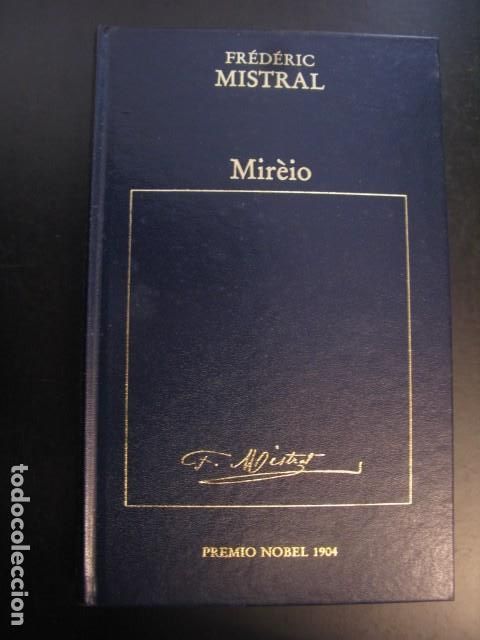 FRÉDÉRIC
MISTRAL
Mirèio
F. Mistral
PREMIO NOBEL 1904
todocoleccion